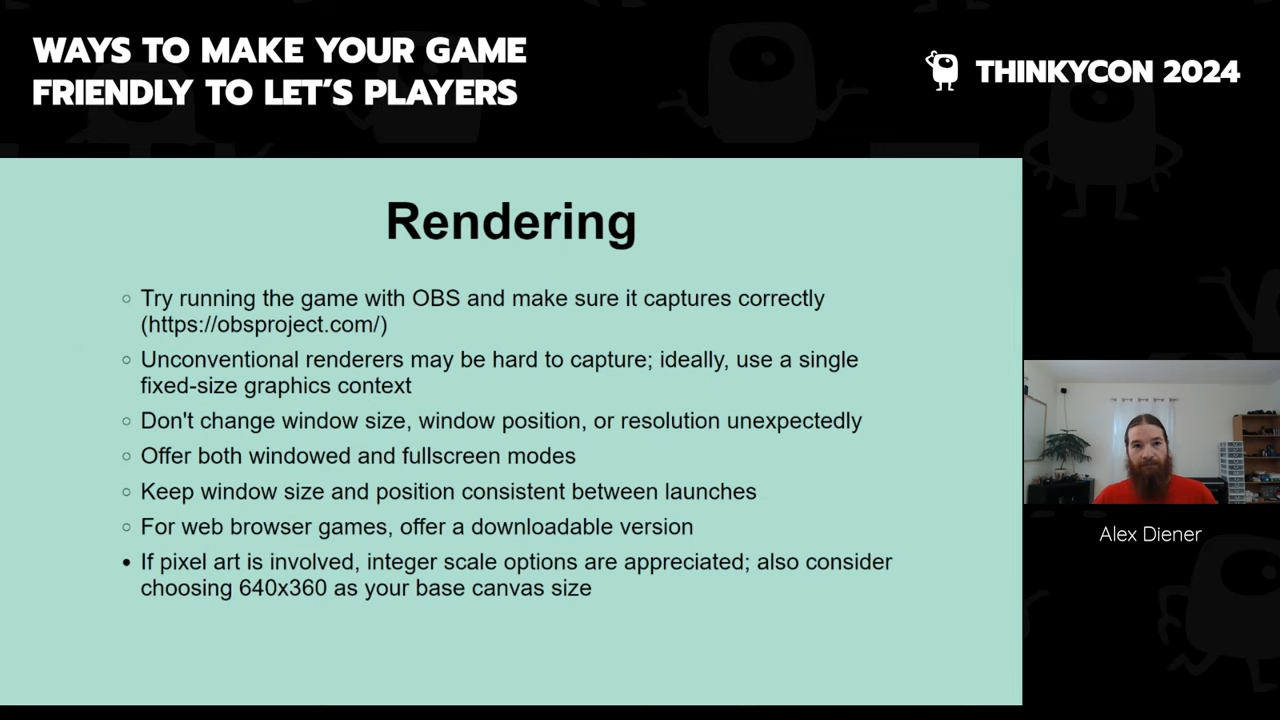 WAYS TO MAKE YOUR GAME
FRIENDLY TO LET'S PLAYERS
THINKYCON 2024
Rendering
Try running the game with OBS and make sure it captures correctly
(https://obsproject.com/)
Unconventional renderers may be hard to capture; ideally, use a single
fixed-size graphics context
Don't change window size, window position, or resolution unexpectedly
Offer both windowed and fullscreen modes
Keep window size and position consistent between launches
For web browser games, offer a downloadable version
If pixel art is involved, integer scale options are appreciated; also consider
choosing 640x360 as your base canvas size
Alex Diener